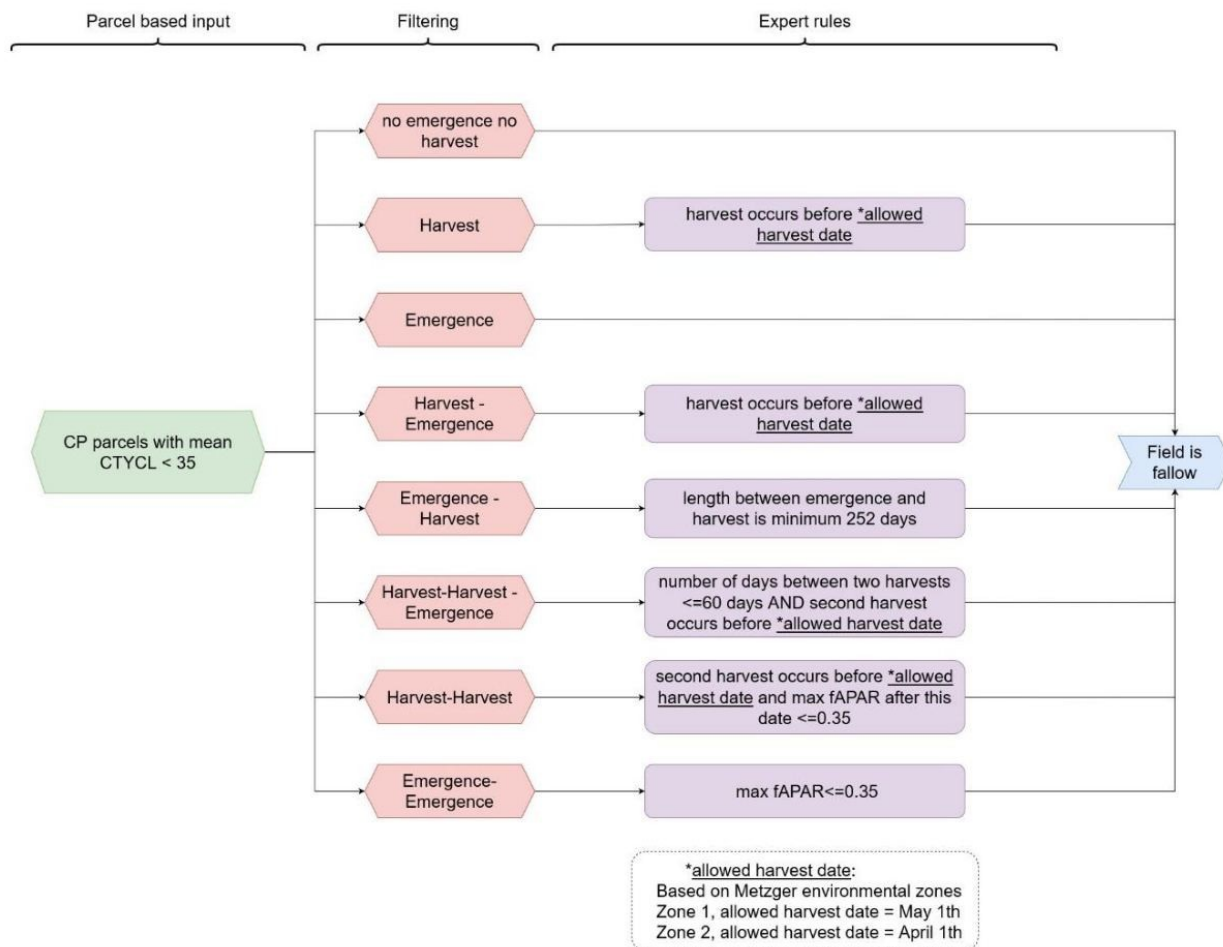 Parcel based input
Filtering
Expert rules
no emergence no
harvest
Harvest
harvest occurs before *allowed
harvest date
Emergence
Harvest -
Emergence
harvest occurs before *allowed
harvest date
CP parcels with mean
CTYCL < 35
Field is
fallow
Emergence -
Harvest
length between emergence and
harvest is minimum 252 days
Harvest-Harvest -
Emergence
number of days between two harvests
<=60 days AND second harvest
occurs before *allowed harvest date
Harvest-Harvest
second harvest occurs before *allowed
harvest date and max fAPAR after this
date <=0.35
Emergence-
Emergence
max fAPAR<=0.35
*allowed harvest date:
Based on Metzger environmental zones
Zone 1, allowed harvest date = May 1th
Zone 2, allowed harvest date = April 1th